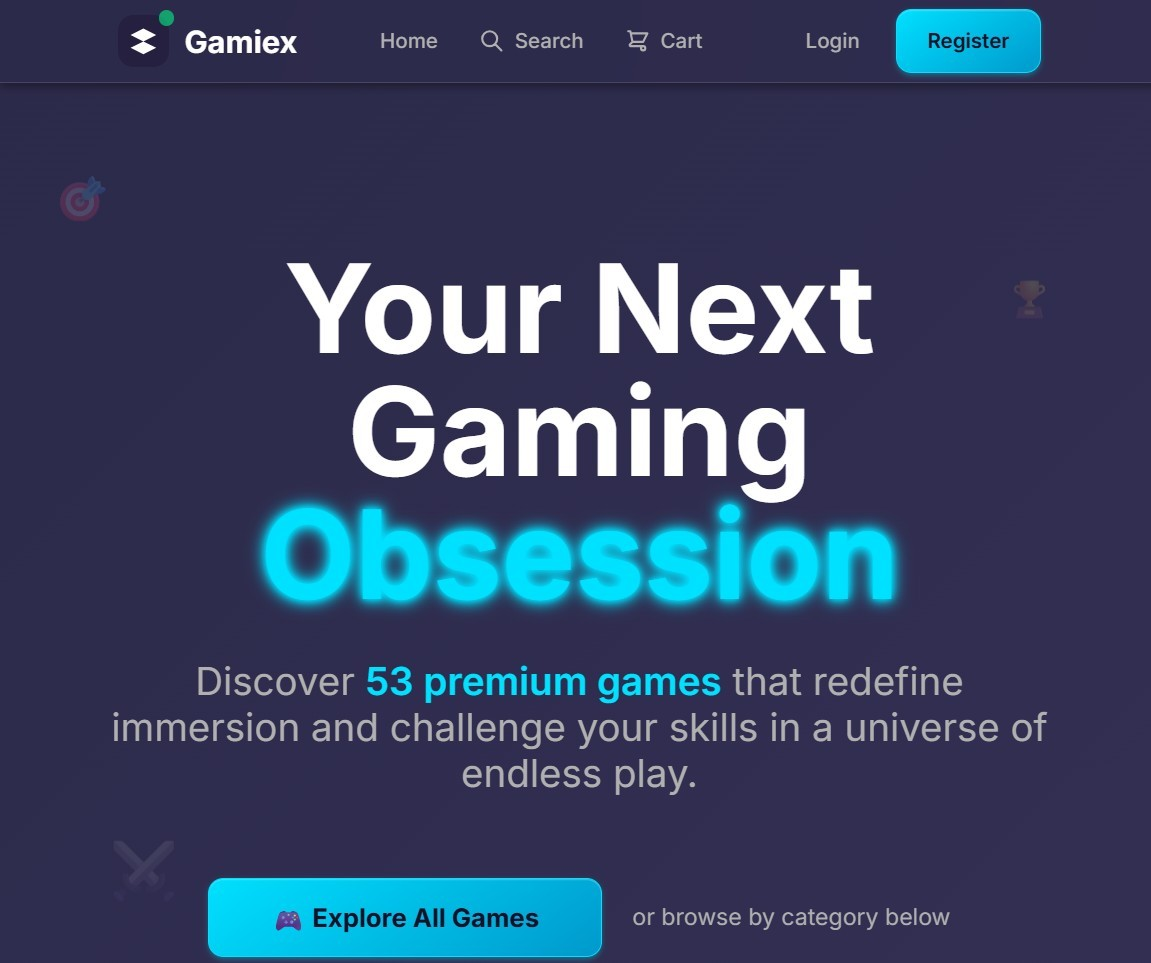 Gamiex
Home
Search
Cart
Login
Register
Your Next
Gaming
Obsession
Discover 53 premium games that redefine
immersion and challenge your skills in a universe of
endless play.
Explore All Games
or browse by category below